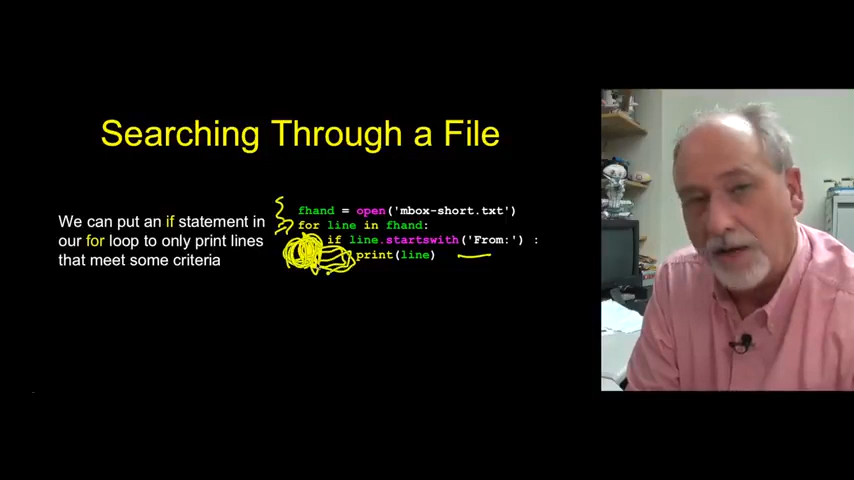 Searching Through a File
We can put an if statement in
our for loop to only print lines
that meet some criteria
fhand = open('mbox-short.txt')
for line in fhand:
if line.startswith('From:') :
print(line)